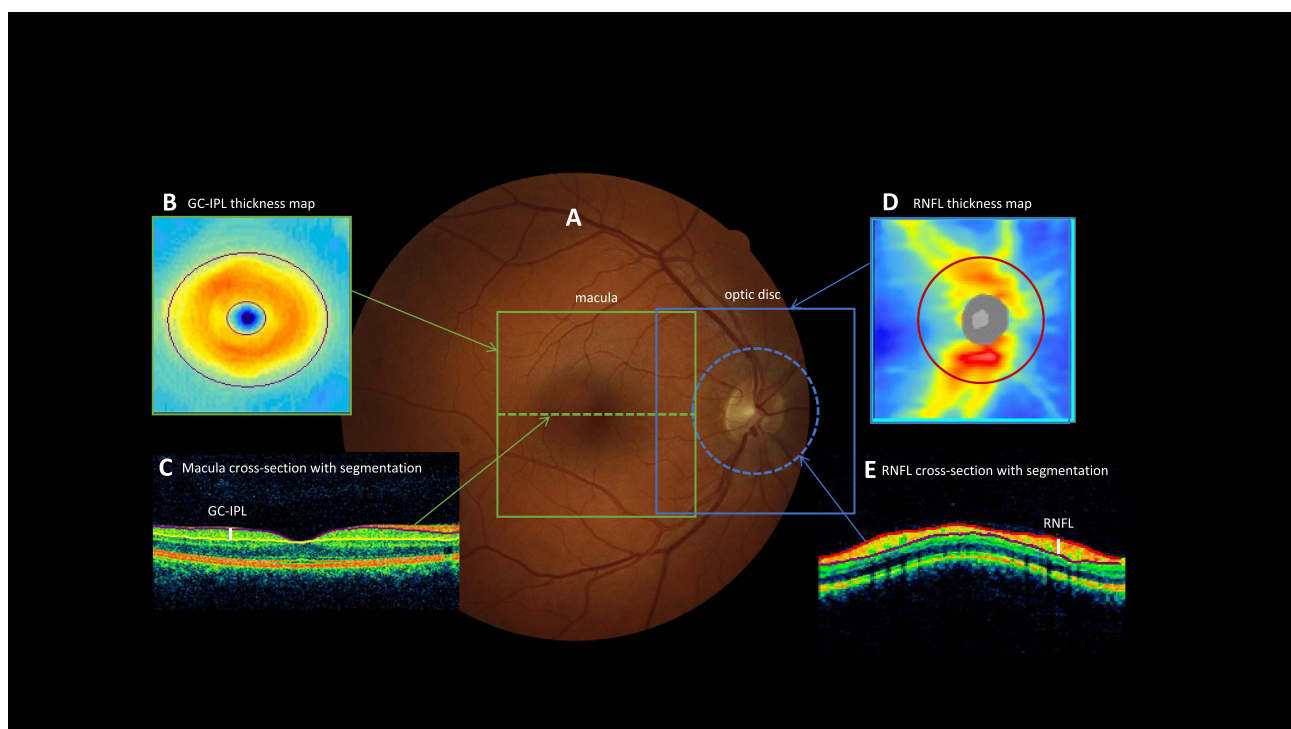 A
macula
optic disc
B GC-IPL thickness map
C Macula cross-section with segmentation
GC-IPL
D RNFL thickness map
E RNFL cross-section with segmentation
RNFL